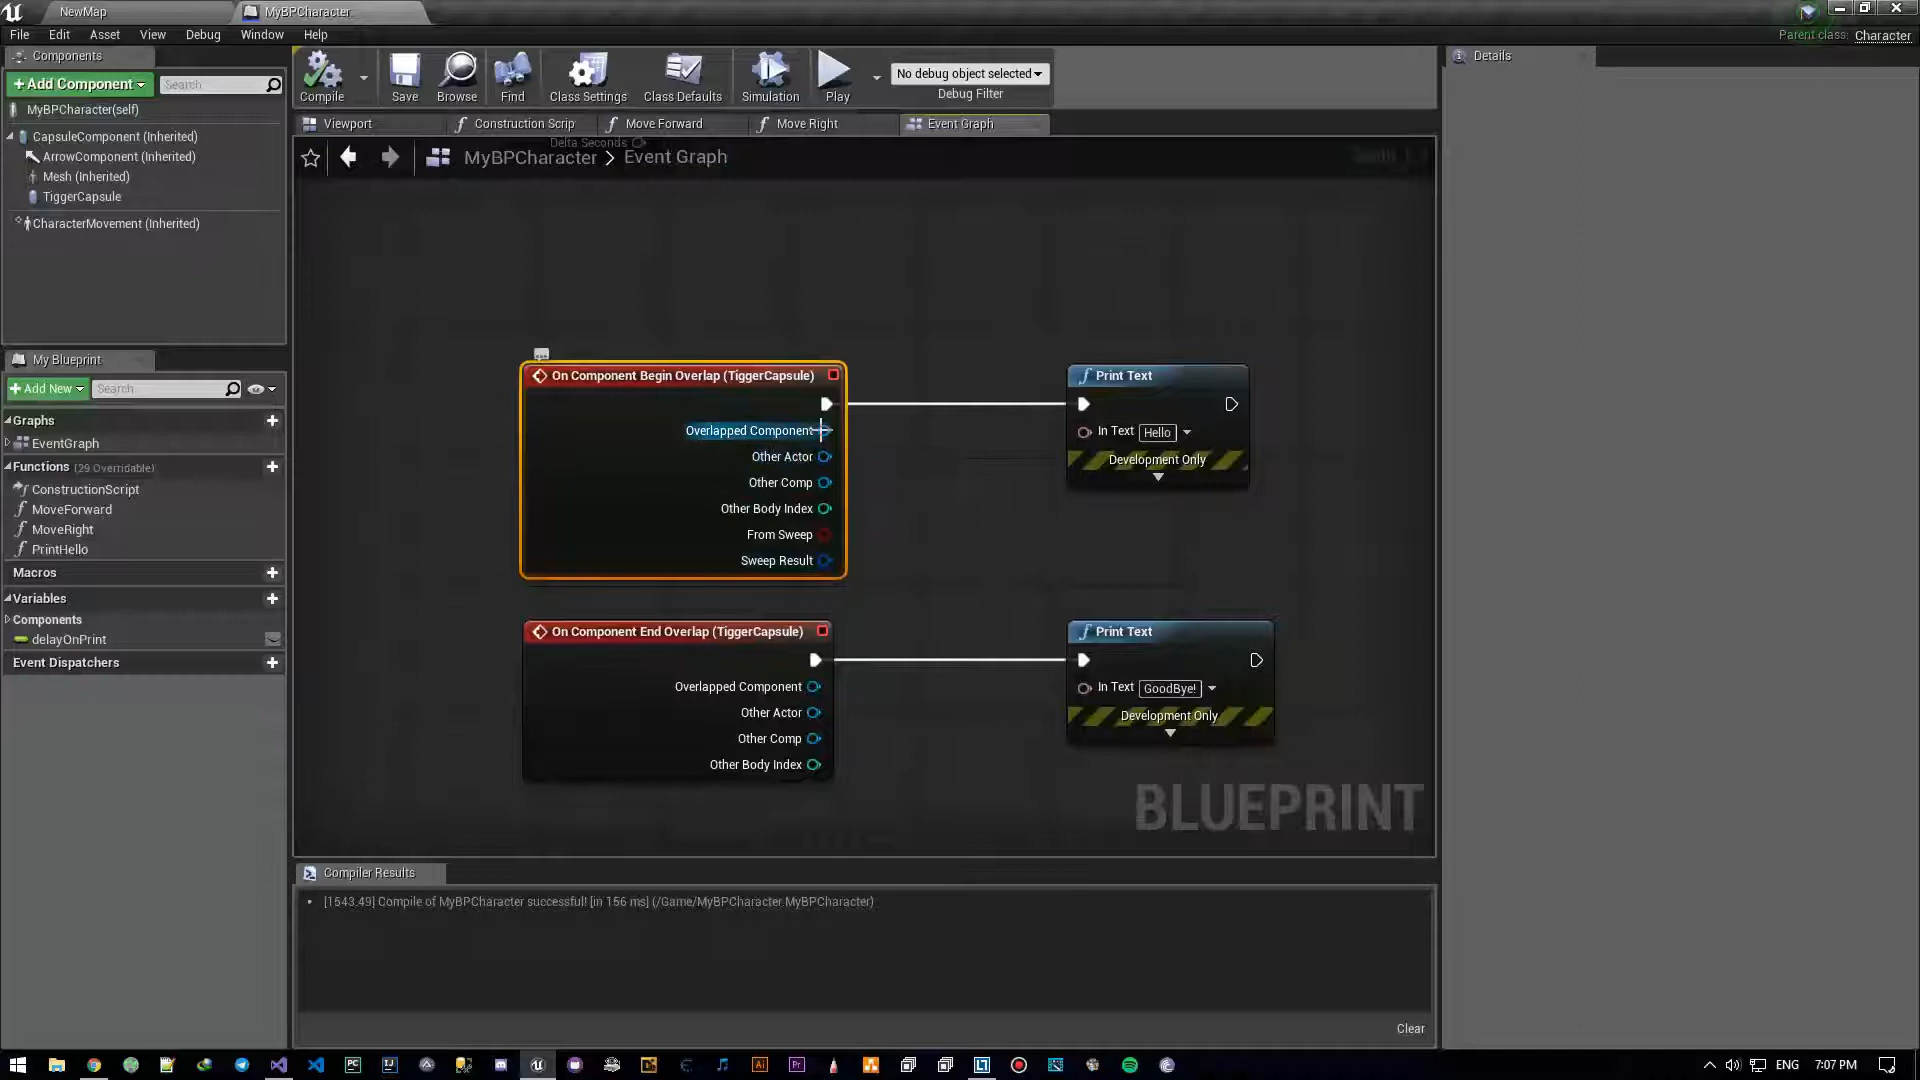 NewMap
MyBPCharacter
File Edit Asset View Debug Window Help
Parent class: Character
Components
+Add Component
Search
MyBPCharacter(self)
CapsuleComponent (Inherited)
ArrowComponent (Inherited)
Mesh (Inherited)
TiggerCapsule
CharacterMovement (Inherited)
My Blueprint
+Add New
Search
Graphs
EventGraph
Functions (29 Overridable)
ConstructionScript
MoveForward
MoveRight
PrintHello
Macros
Variables
Components
delayOnPrint
Event Dispatchers
Compile Save Browse Find Class Settings Class Defaults Simulation Play
No debug object selected
Debug Filter
Viewport
Construction Scrip
Move Forward
Move Right
Event Graph
Delta Seconds
MyBPCharacter > Event Graph
On Component Begin Overlap (TiggerCapsule)
Overlapped Component
Other Actor
Other Comp
Other Body Index
From Sweep
Sweep Result
Print Text
In Text Hello
Development Only
On Component End Overlap (TiggerCapsule)
Overlapped Component
Other Actor
Other Comp
Other Body Index
Print Text
In Text GoodBye!
Development Only
BLUEPRINT
Compiler Results
[1543.49] Compile of MyBPCharacter successful! [in 156 ms] (/Game/MyBPCharacter.MyBPCharacter)
Clear
Details
ENG
7:07 PM